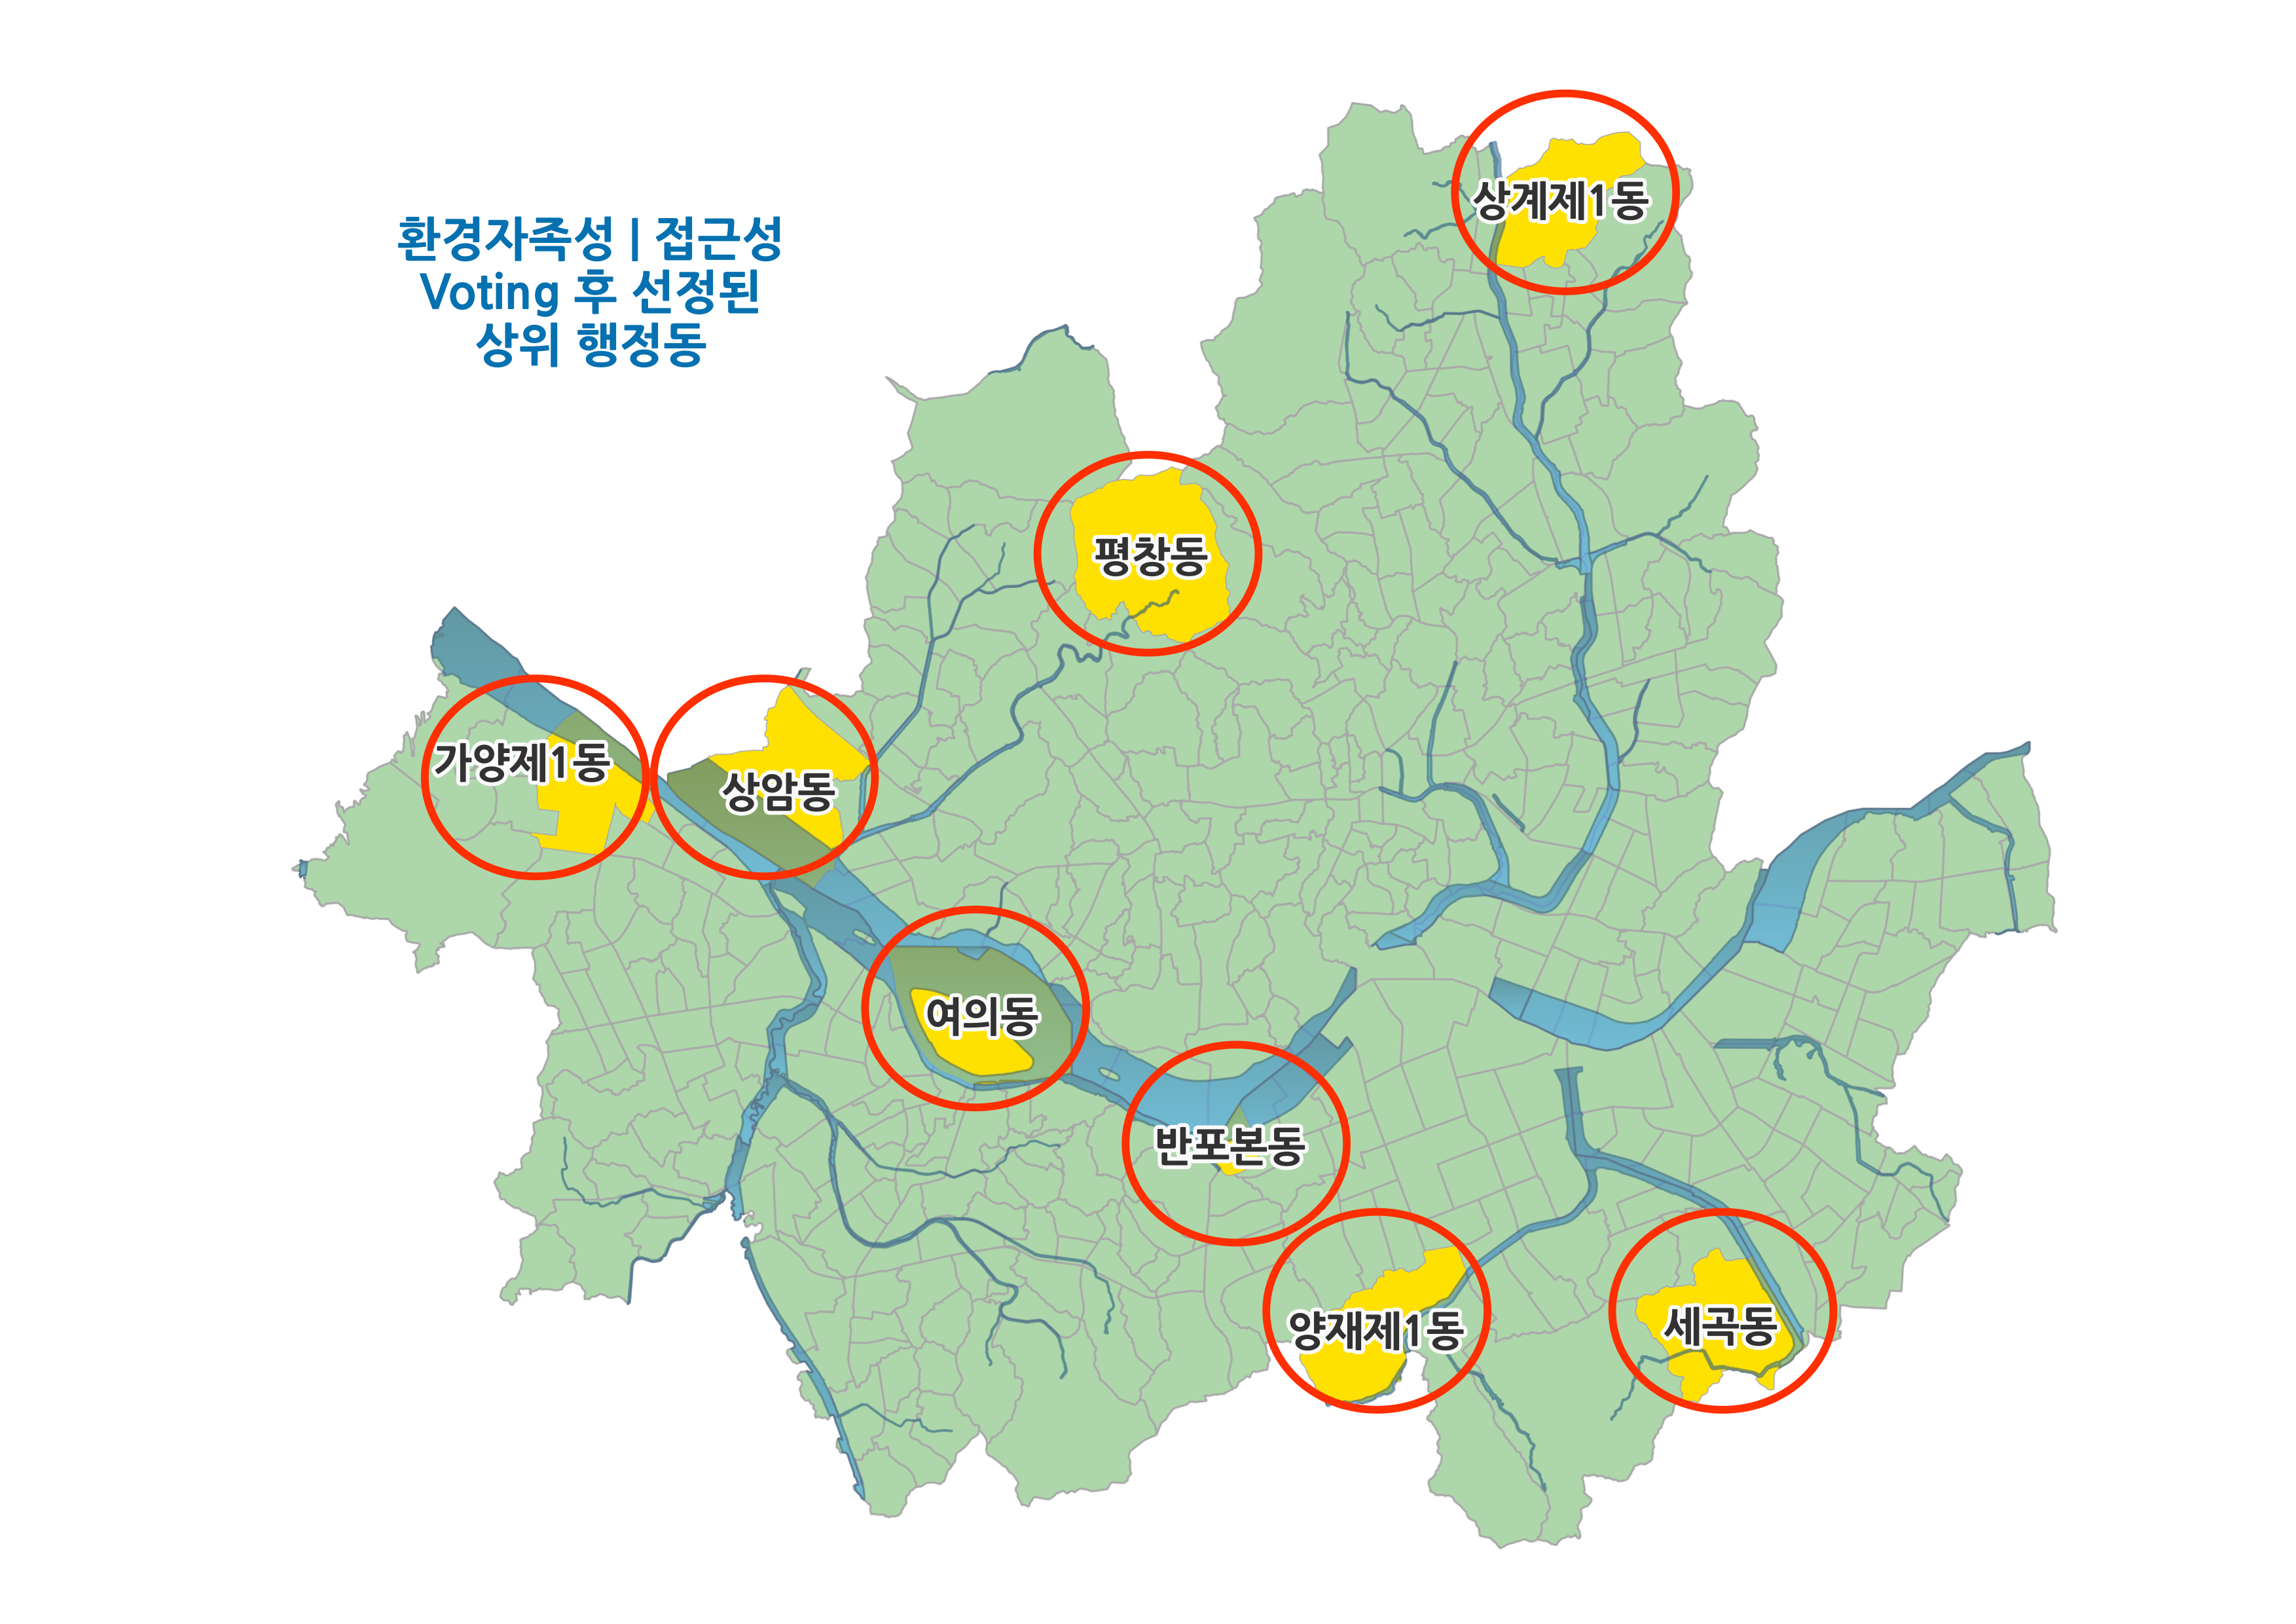 환경자족성 | 접근성
Voting 후 선정된
상위 행정동
상계제1동
평창동
가양제1동
상암동
여의동
반포본동
양재제1동
세곡동